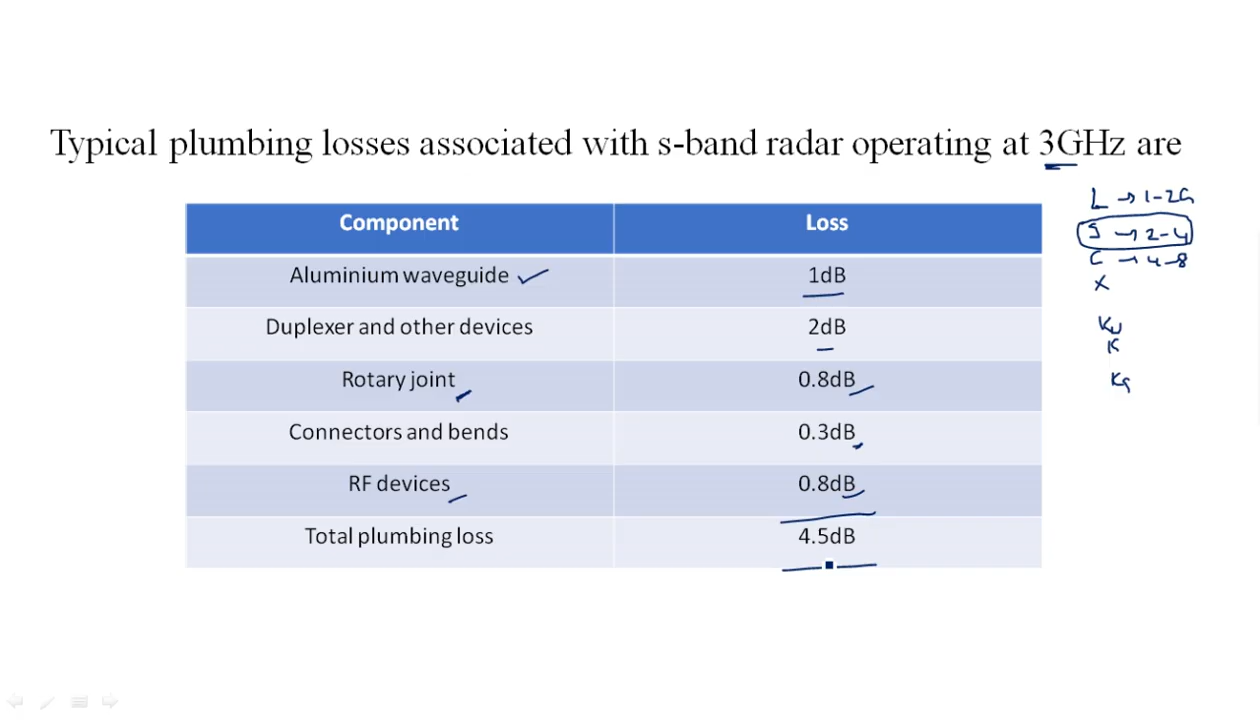 Typical plumbing losses associated with s-band radar operating at 3GHz are
Component Loss
Aluminium waveguide 1dB
Duplexer and other devices 2dB
Rotary joint 0.8dB
Connectors and bends 0.3dB
RF devices 0.8dB
Total plumbing loss 4.5dB
L → 1-2G
S → 2-4
C → 4-8
X
Ku
K
Ka